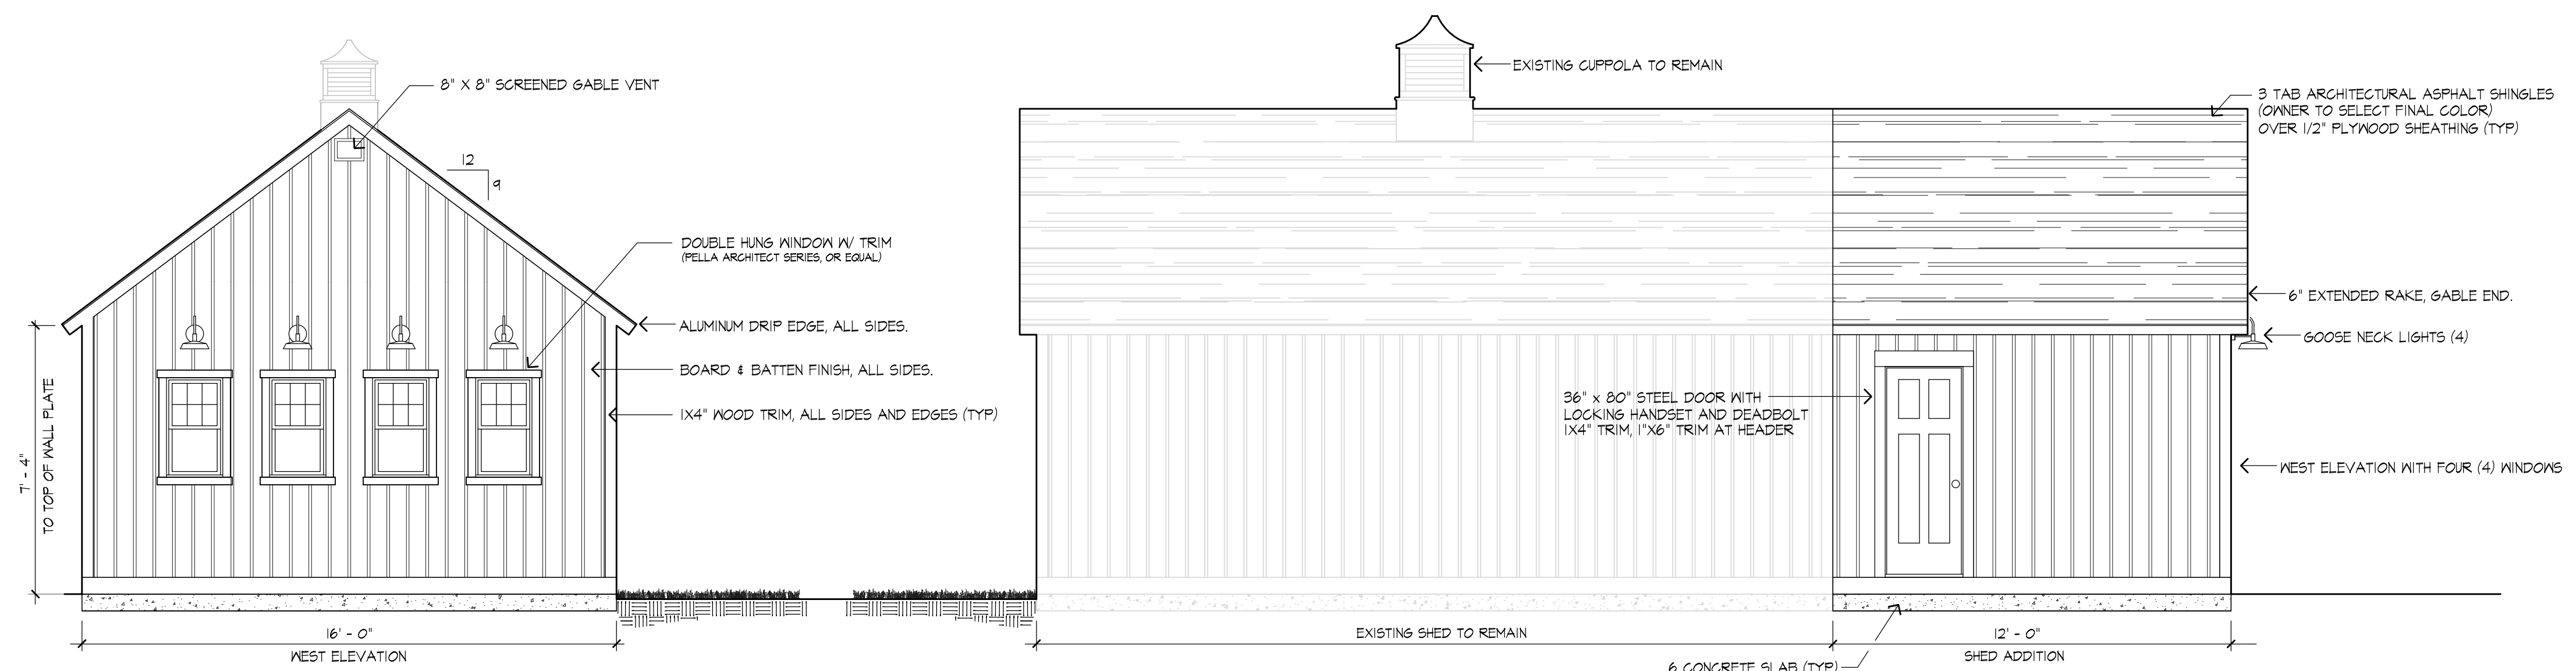 8" X 8" SCREENED GABLE VENT
12
9
DOUBLE HUNG WINDOW W/ TRIM
(PELLA ARCHITECT SERIES, OR EQUAL)
ALUMINUM DRIP EDGE, ALL SIDES.
BOARD & BATTEN FINISH, ALL SIDES.
1X4" WOOD TRIM, ALL SIDES AND EDGES (TYP)
7' - 4"
TO TOP OF WALL PLATE
16' - 0"
WEST ELEVATION
EXISTING CUPPOLA TO REMAIN
3 TAB ARCHITECTURAL ASPHALT SHINGLES
(OWNER TO SELECT FINAL COLOR)
OVER 1/2" PLYWOOD SHEATHING (TYP)
6" EXTENDED RAKE, GABLE END.
GOOSE NECK LIGHTS (4)
36" x 80" STEEL DOOR WITH
LOCKING HANDSET AND DEADBOLT
1X4" TRIM, 1"X6" TRIM AT HEADER
WEST ELEVATION WITH FOUR (4) WINDOWS
EXISTING SHED TO REMAIN
12' - 0"
SHED ADDITION
6 CONCRETE SLAB (TYP)